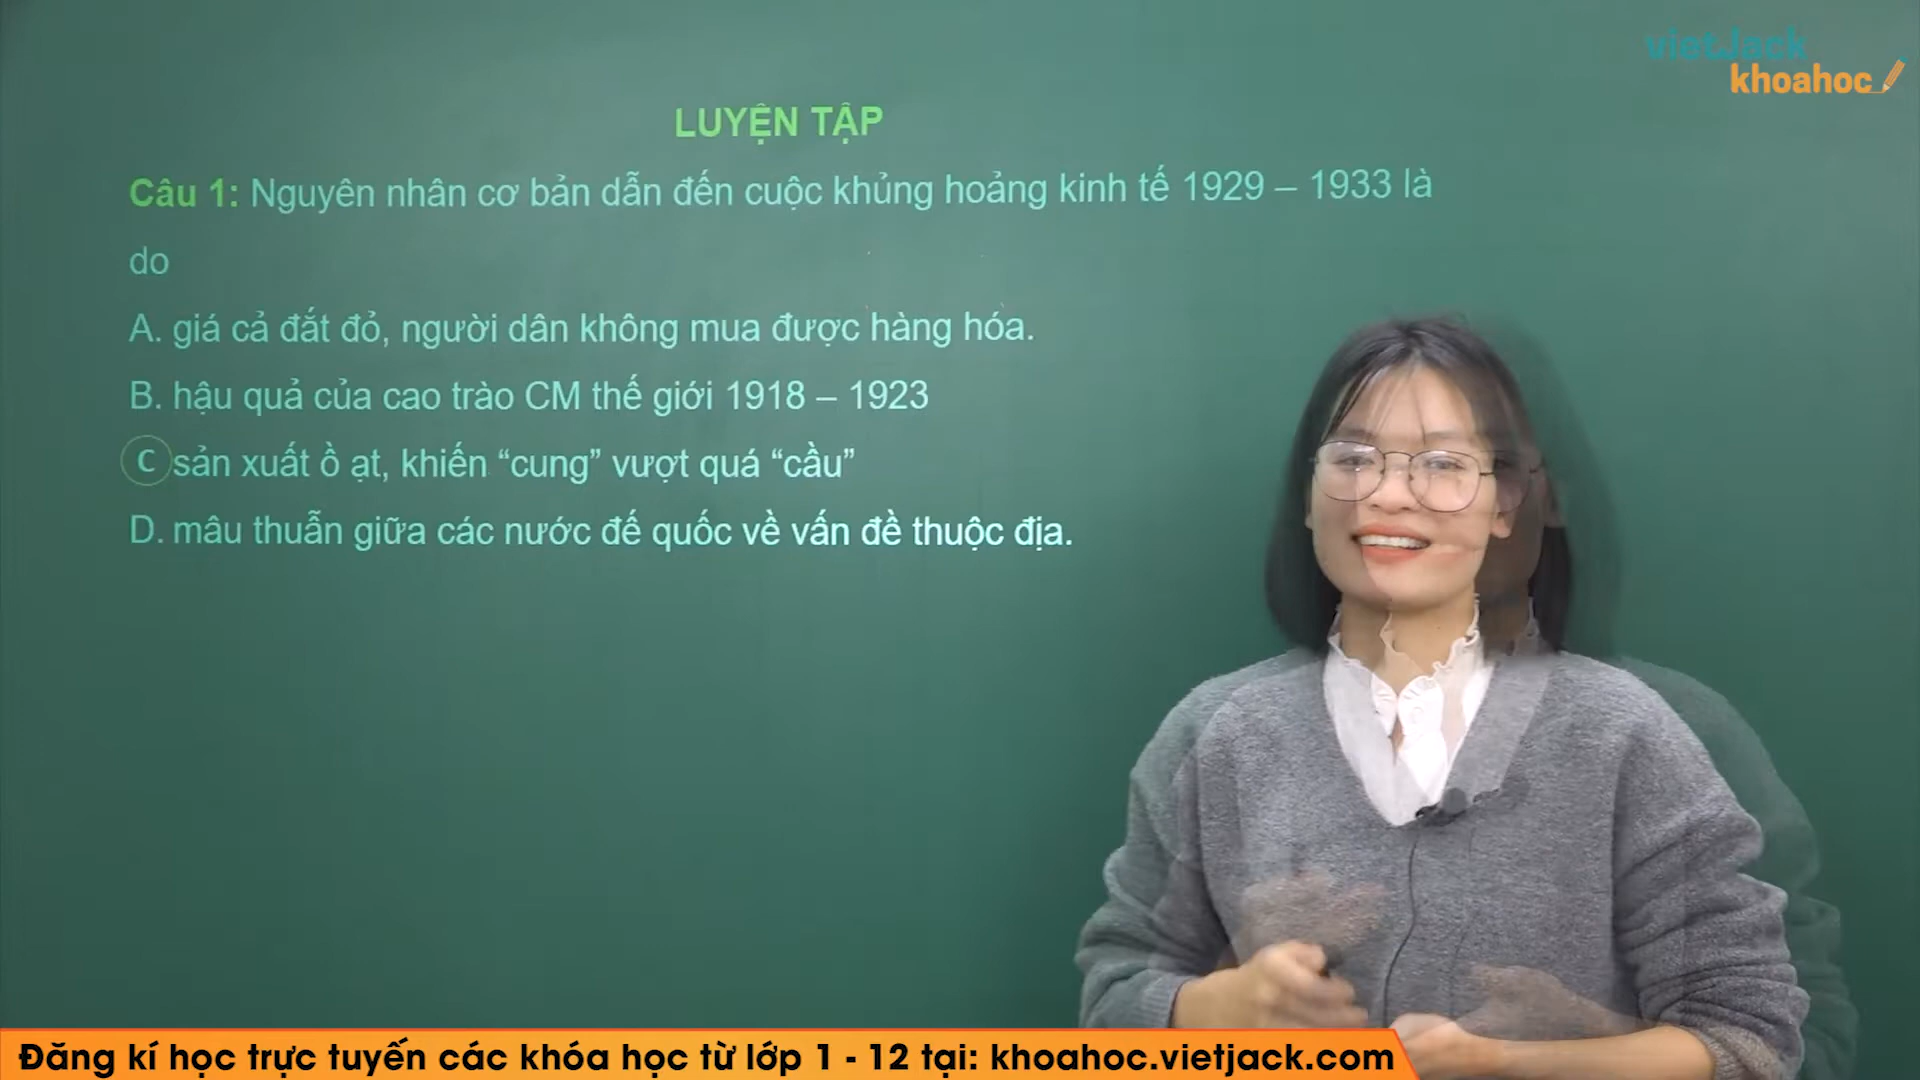 vietJack
khoahoc
LUYỆN TẬP
Câu 1: Nguyên nhân cơ bản dẫn đến cuộc khủng hoảng kinh tế 1929 – 1933 là
do
A. giá cả đắt đỏ, người dân không mua được hàng hóa.
B. hậu quả của cao trào CM thế giới 1918 – 1923
C sản xuất ồ ạt, khiến “cung” vượt quá “cầu”
D. mâu thuẫn giữa các nước đế quốc về vấn đề thuộc địa.
Đăng kí học trực tuyến các khóa học từ lớp 1 - 12 tại: khoahoc.vietjack.com